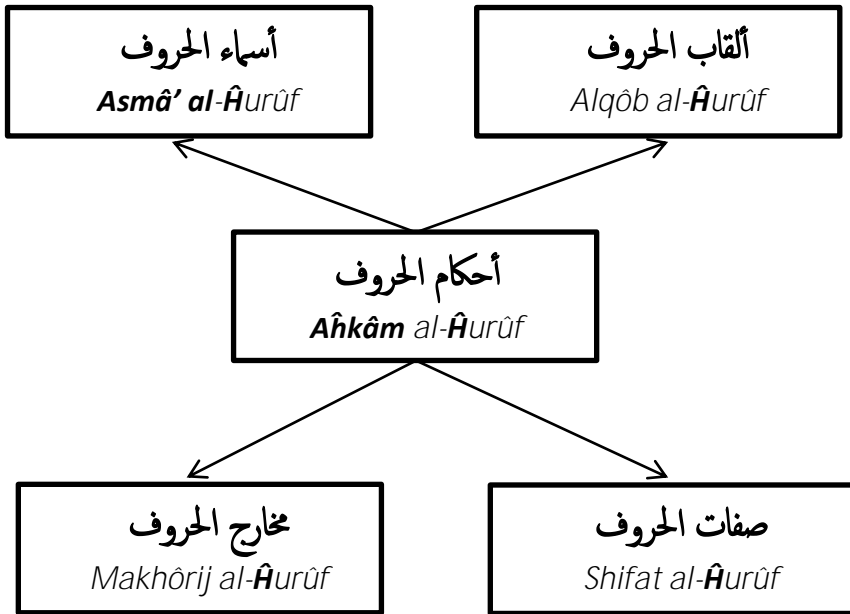 أسماء الحروف
Asmâ’ al-Ĥurûf
ألقاب الحروف
Alqôb al-Ĥurûf
أحكام الحروف
Aĥkâm al-Ĥurûf
مخارج الحروف
Makhôrij al-Ĥurûf
صفات الحروف
Shifat al-Ĥurûf